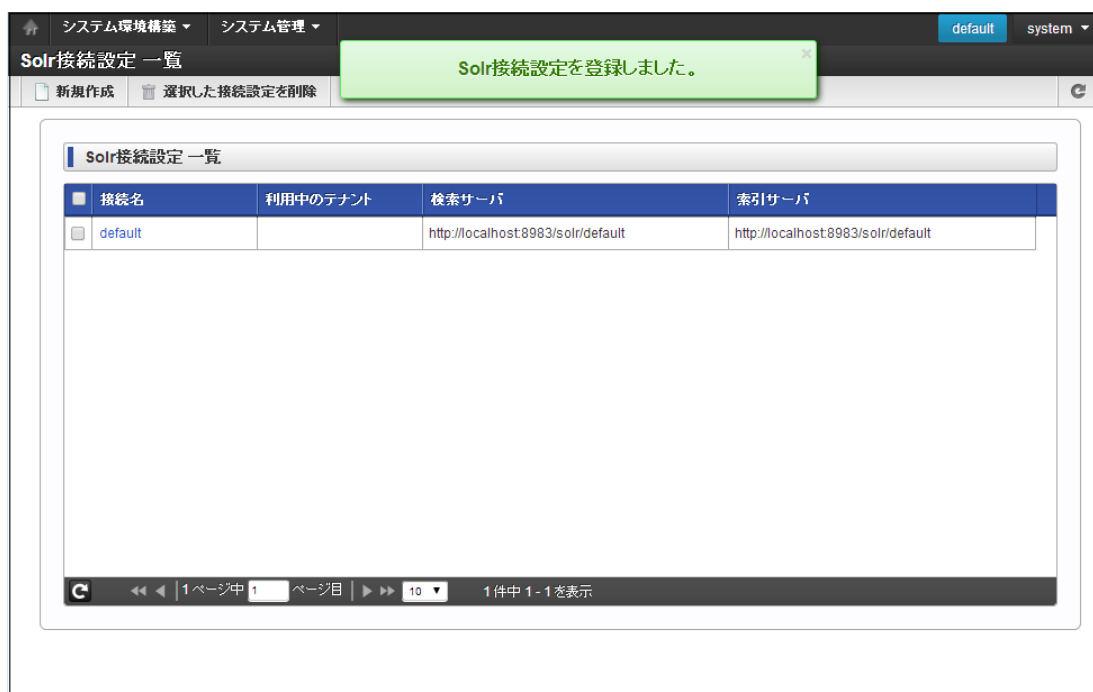 システム環境構築 ▼ システム管理 ▼ default system ▼
Solr接続設定 一覧
Solr接続設定を登録しました。 ×
新規作成 選択した接続設定を削除
Solr接続設定 一覧
接続名 利用中のテナント 検索サーバ 索引サーバ
default http://localhost:8983/solr/default http://localhost:8983/solr/default
1 ページ中 1 ページ目 10 ▼ 1 件中 1 - 1 を表示